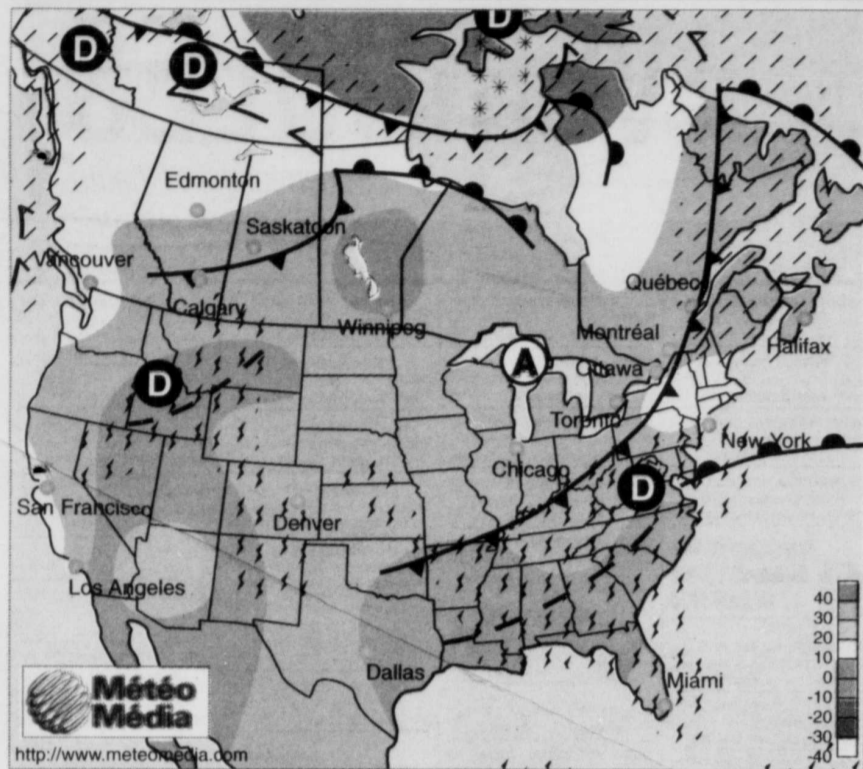 D
D
D
Edmonton
Saskatoon
Vancouver
Québec
Calgary
Winnipeg
Montréal
Halifax
A
Ottawa
D
Toronto
New York
Chicago
D
San Francisco
Denver
Los Angeles
40
30
20
10
0
-10
-20
-30
-40
Dallas
Miami
Météo
Média
http://www.meteomedia.com